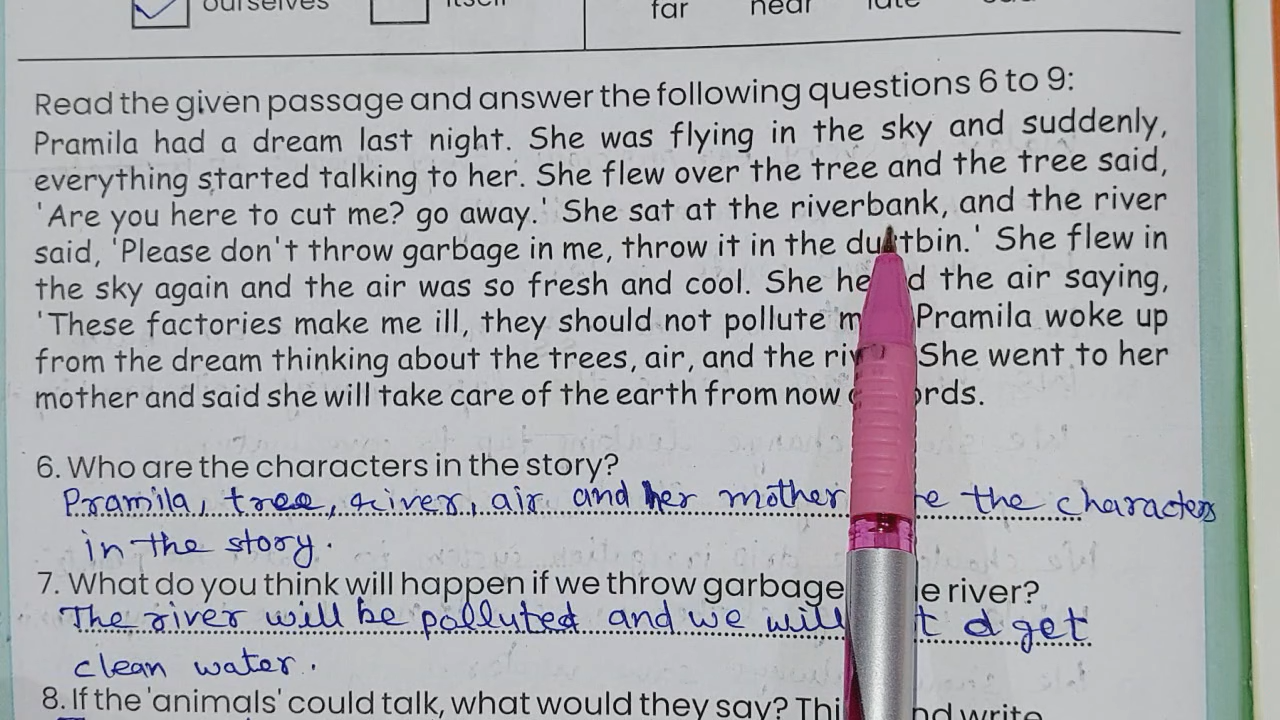 ourselves itself far near late
Read the given passage and answer the following questions 6 to 9:
Pramila had a dream last night. She was flying in the sky and suddenly,
everything started talking to her. She flew over the tree and the tree said,
'Are you here to cut me? go away.' She sat at the riverbank, and the river
said, 'Please don't throw garbage in me, throw it in the dustbin.' She flew in
the sky again and the air was so fresh and cool. She heard the air saying,
'These factories make me ill, they should not pollute Pramila woke up
from the dream thinking about the trees, air, and the She went to her
mother and said she will take care of the earth from now
6. Who are the characters in the story?
Pramila, tree, river, air and her mother are the characters
in the story.
7. What do you think will happen if we throw garbage river?
The river will be polluted and we will get
clean water.
8. If the 'animals' could talk, what would they say? and write